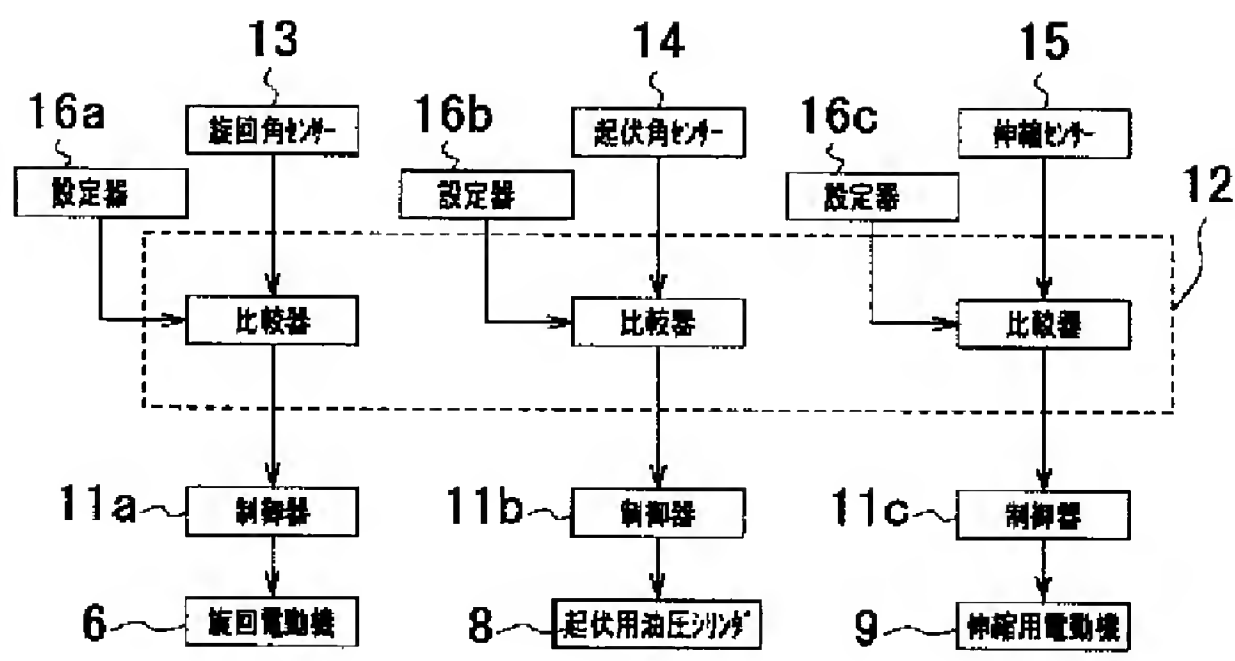 13
14
15
16a
旋回角センサー
16b
起伏角センサー
16c
伸縮センサー
設定器
設定器
設定器
12
比較器
比較器
比較器
11a
制御器
11b
制御器
11c
制御器
6
旋回電動機
8
起伏用油圧シリンダ
9
伸縮用電動機